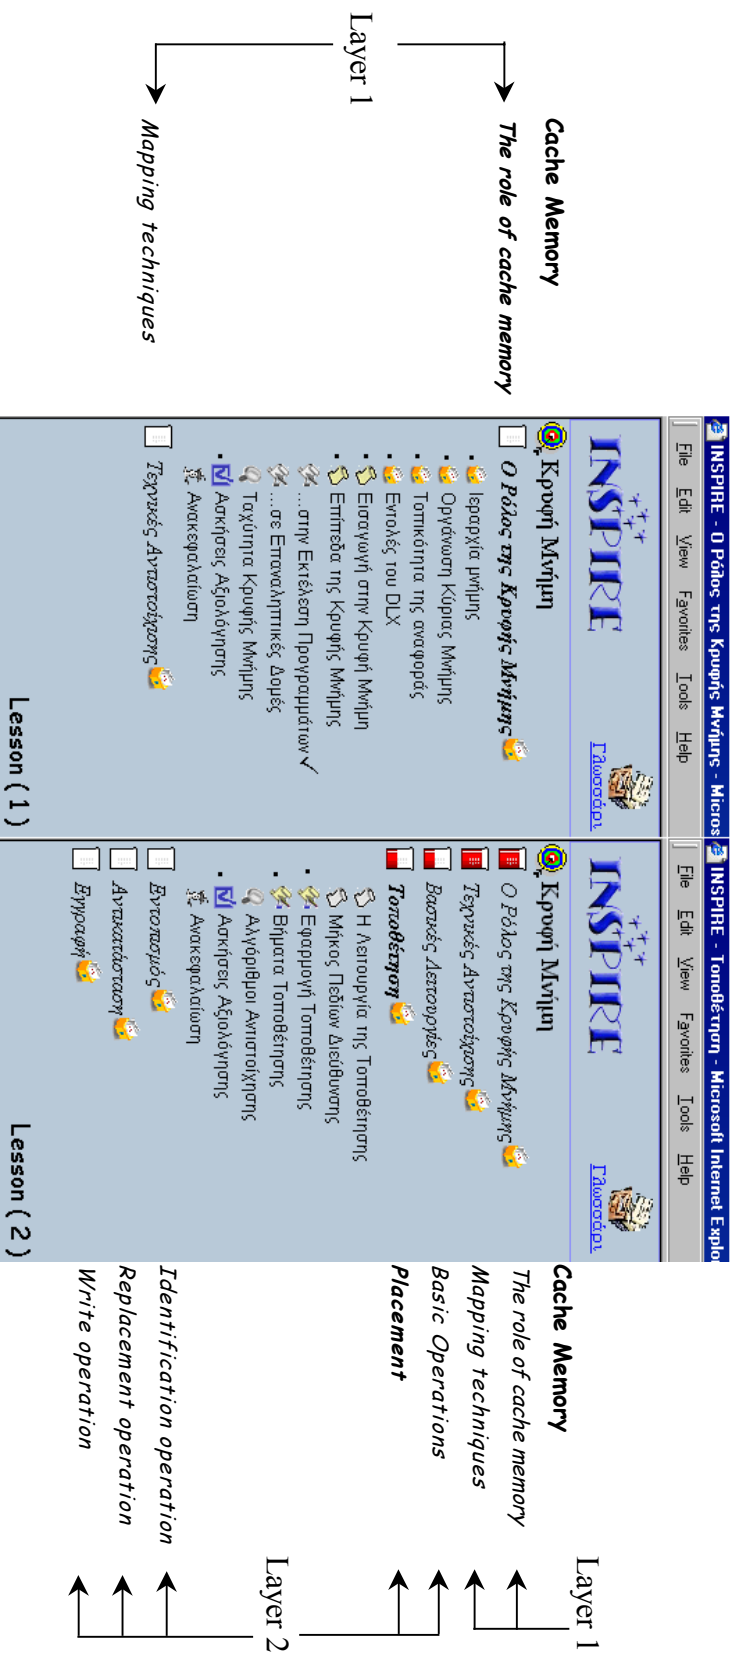 Layer 1
Cache Memory
The role of cache memory
Mapping techniques
INSPIRE - Ο Ρόλος της Κρυφής Μνήμης - Micros
File Edit View Favorites Tools Help
INSPIRE
Γλωσσάρι
Κρυφή Μνήμη
Ο Ρόλος της Κρυφής Μνήμης
Ιεραρχία μνήμης
Οργάνωση Κύριας Μνήμης
Τοπικότητα της αναφοράς
Εντολές του DLX
Εισαγωγή στην Κρυφή Μνήμη
Επίπεδα της Κρυφής Μνήμης
...στην Εκτέλεση Προγραμμάτων
...σε Επαναληπτικές Δομές
Ταχύτητα Κρυφής Μνήμης
Ασκήσεις Αξιολόγησης
Ανακεφαλαίωση
Τεχνικές Αντιστοίχισης
Lesson ( 1 )
INSPIRE - Τοποθέτηση - Microsoft Internet Explo
File Edit View Favorites Tools Help
INSPIRE
Γλωσσάρι
Κρυφή Μνήμη
Ο Ρόλος της Κρυφής Μνήμης
Τεχνικές Αντιστοίχισης
Βασικές Λειτουργίες
Τοποθέτηση
Η Λειτουργία της Τοποθέτησης
Μήκος Πεδίων Διεύθυνσης
Εφαρμογή Τοποθέτησης
Βήματα Τοποθέτησης
Αλγόριθμοι Αντιστοίχησης
Ασκήσεις Αξιολόγησης
Ανακεφαλαίωση
Εντοπισμός
Αντικατάσταση
Εγγραφή
Lesson ( 2 )
Cache Memory
The role of cache memory
Mapping techniques
Basic Operations
Placement
Identification operation
Replacement operation
Write operation
Layer 1
Layer 2